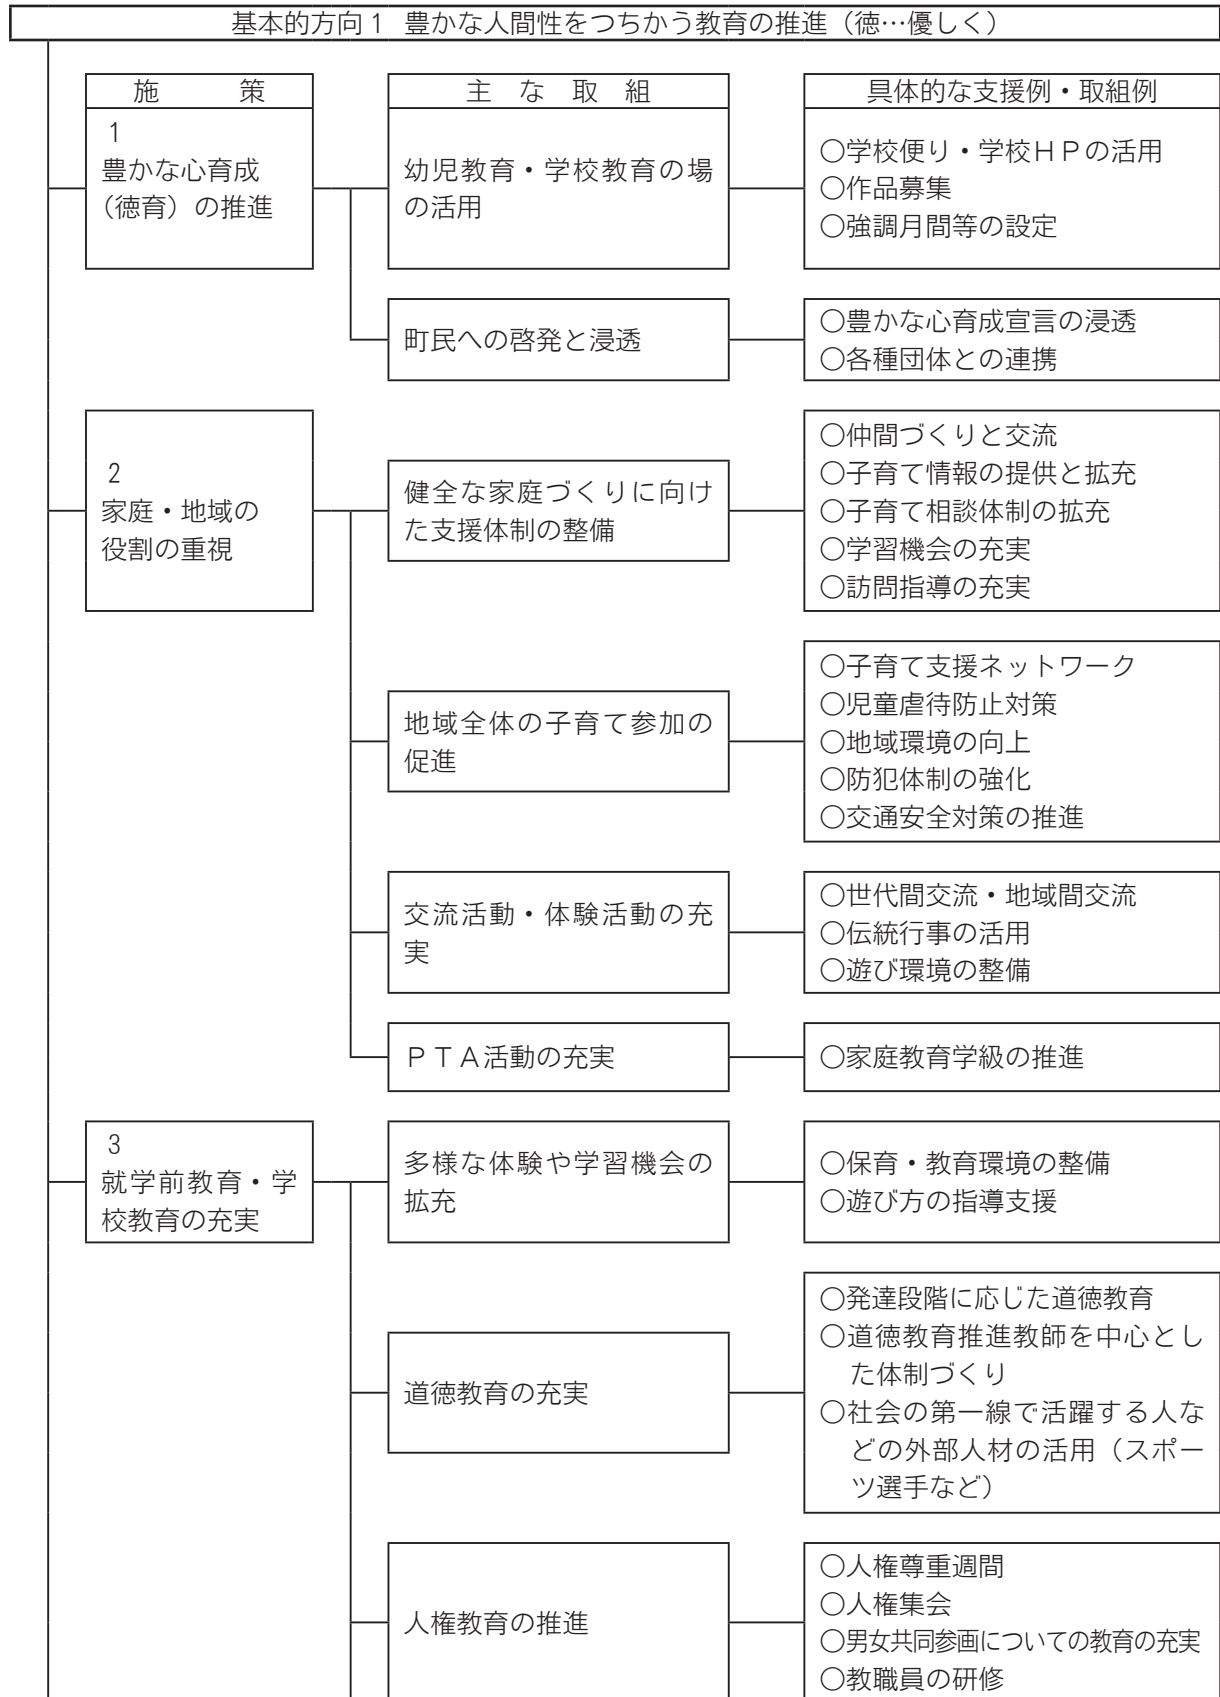 基本的方向1 豊かな人間性をつちかう教育の推進（徳…優しく）
施　　策
主　な　取　組
具体的な支援例・取組例
1
豊かな心育成
（徳育）の推進
幼児教育・学校教育の場
の活用
○学校便り・学校ＨＰの活用
○作品募集
○強調月間等の設定
町民への啓発と浸透
○豊かな心育成宣言の浸透
○各種団体との連携
2
家庭・地域の
役割の重視
健全な家庭づくりに向け
た支援体制の整備
○仲間づくりと交流
○子育て情報の提供と拡充
○子育て相談体制の拡充
○学習機会の充実
○訪問指導の充実
地域全体の子育て参加の
促進
○子育て支援ネットワーク
○児童虐待防止対策
○地域環境の向上
○防犯体制の強化
○交通安全対策の推進
交流活動・体験活動の充
実
○世代間交流・地域間交流
○伝統行事の活用
○遊び環境の整備
ＰＴＡ活動の充実
○家庭教育学級の推進
3
就学前教育・学
校教育の充実
多様な体験や学習機会の
拡充
○保育・教育環境の整備
○遊び方の指導支援
道徳教育の充実
○発達段階に応じた道徳教育
○道徳教育推進教師を中心とし
た体制づくり
○社会の第一線で活躍する人な
どの外部人材の活用（スポー
ツ選手など）
人権教育の推進
○人権尊重週間
○人権集会
○男女共同参画についての教育の充実
○教職員の研修